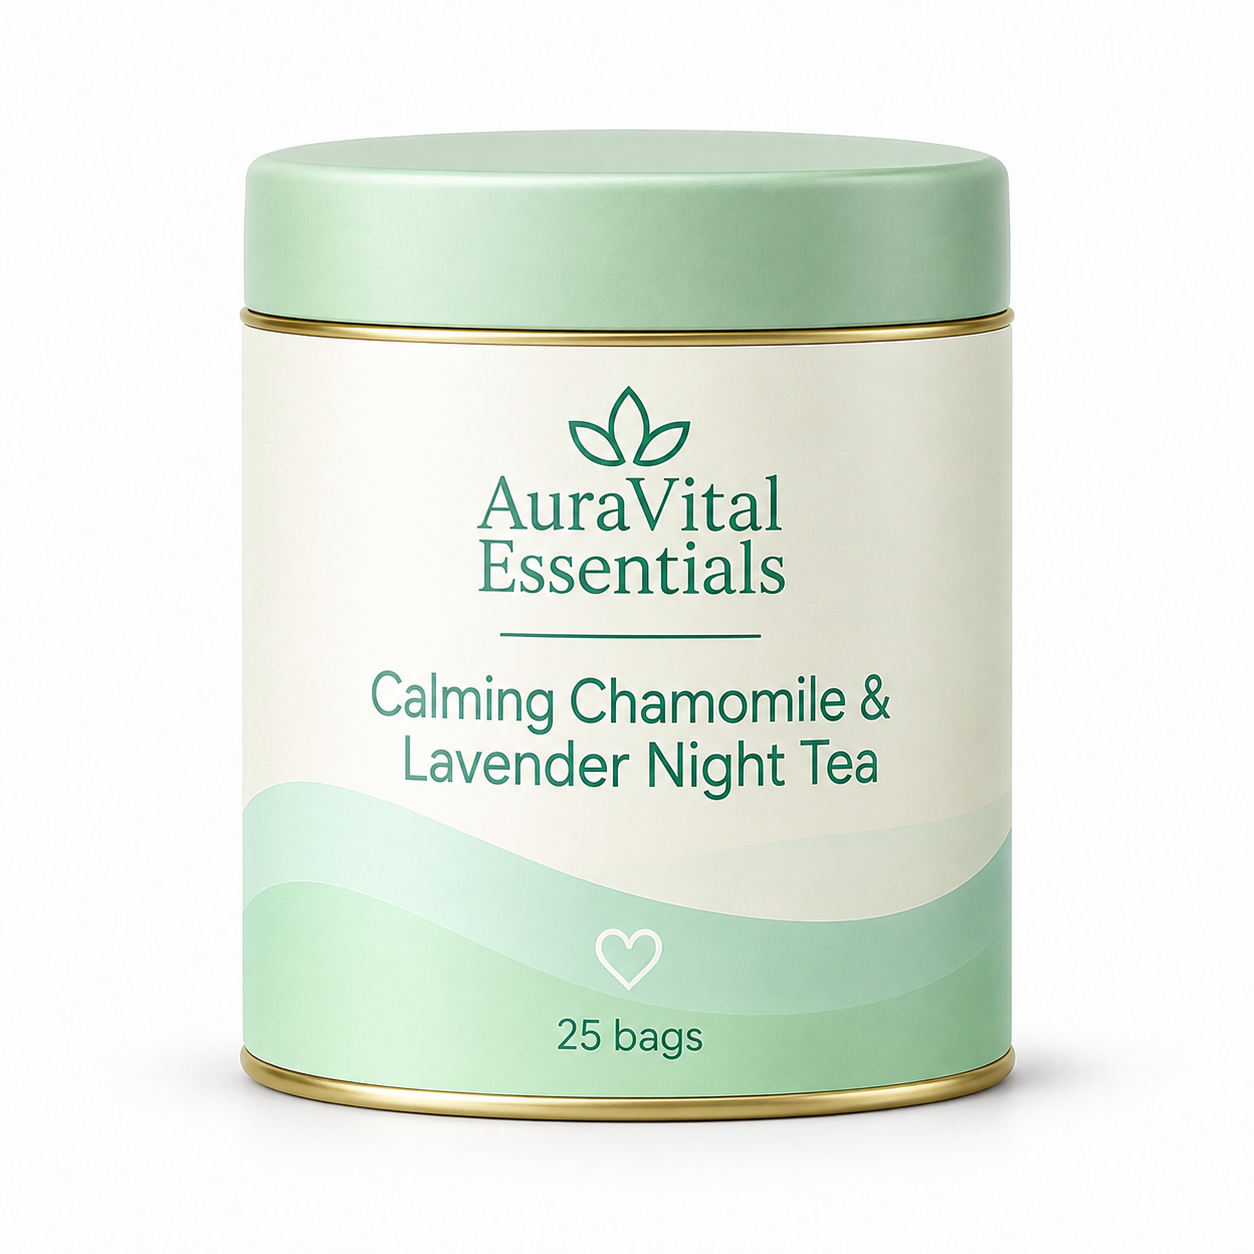 AuraVital
Essentials
Calming Chamomile &
Lavender Night Tea
25 bags